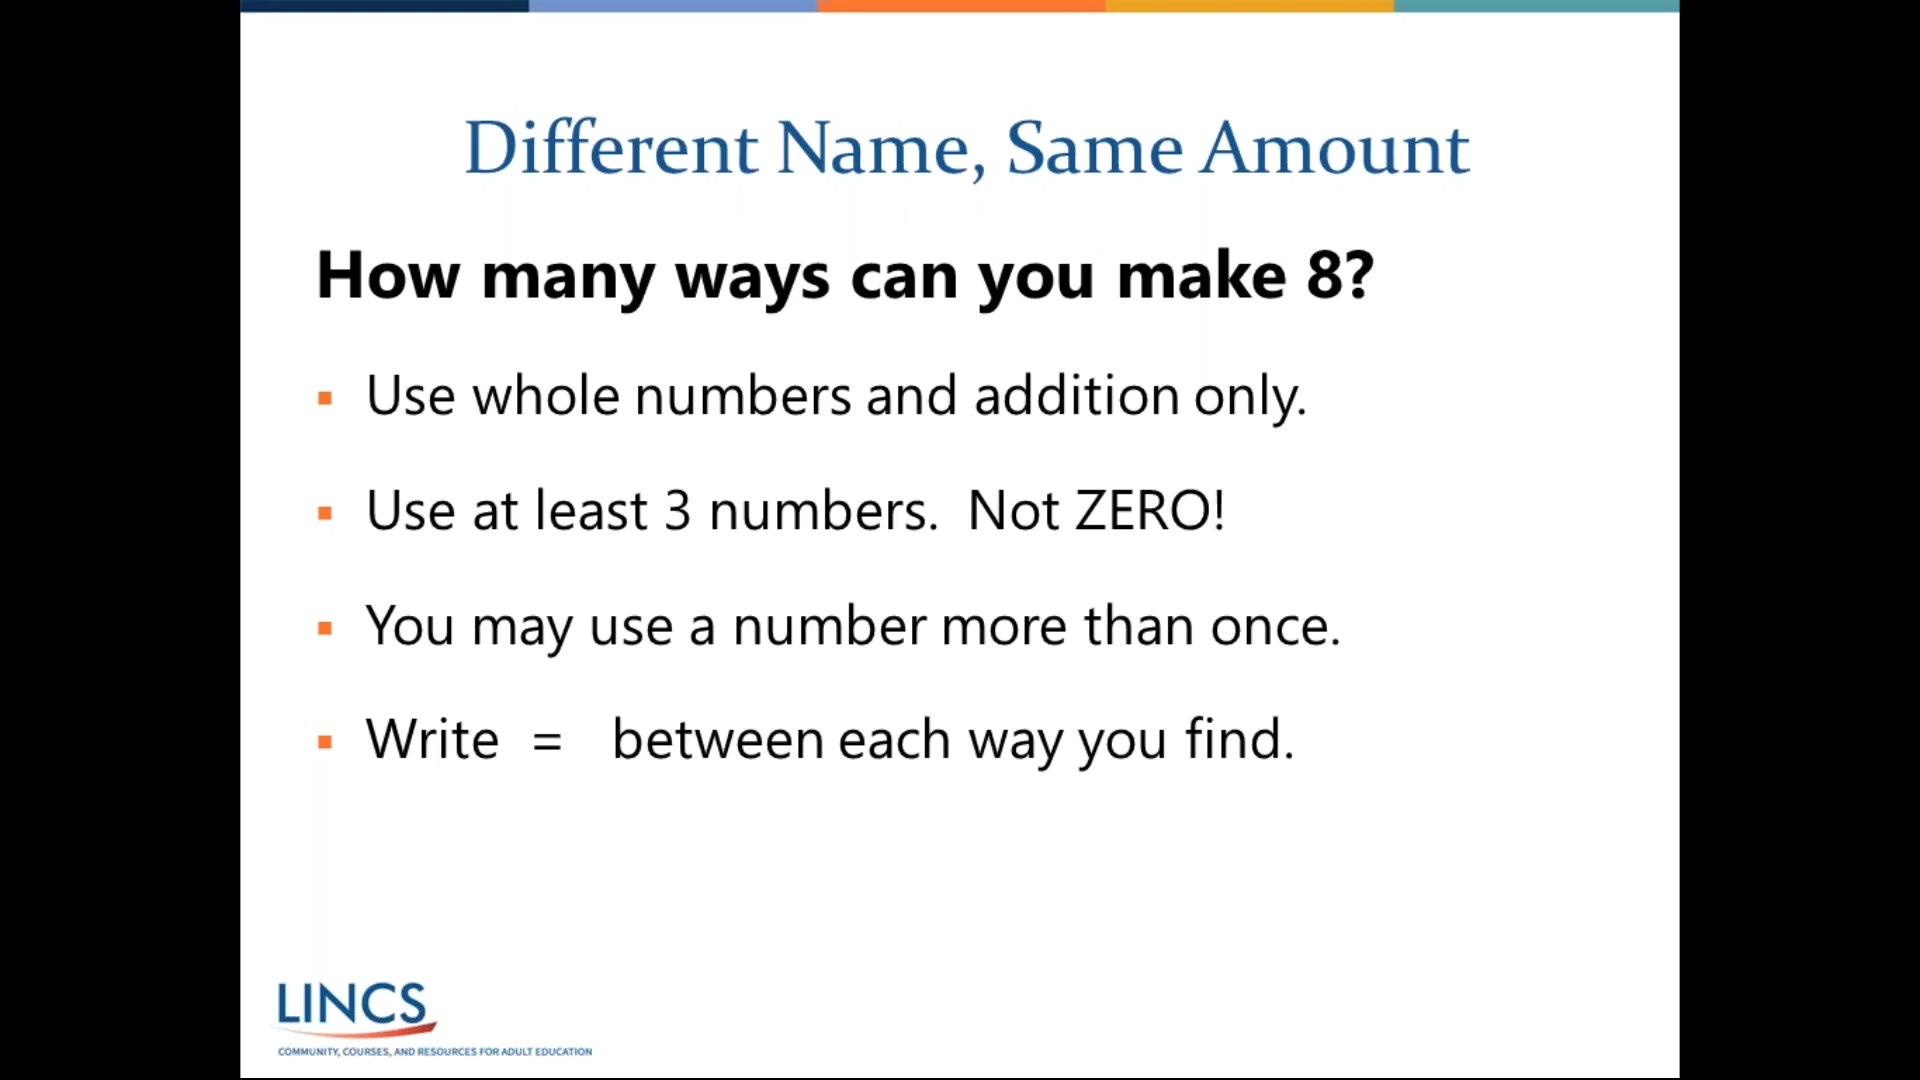 Different Name, Same Amount
How many ways can you make 8?
▪ Use whole numbers and addition only.
▪ Use at least 3 numbers.  Not ZERO!
▪ You may use a number more than once.
▪ Write  =   between each way you find.
LINCS
COMMUNITY, COURSES, AND RESOURCES FOR ADULT EDUCATION